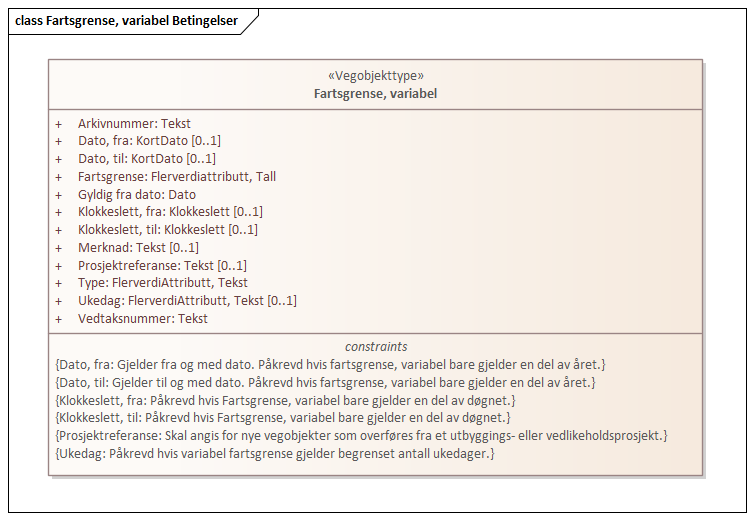 class Fartsgrense, variabel Betingelser
«Vegobjekttype»
Fartsgrense, variabel
+ Arkivnummer: Tekst
+ Dato, fra: KortDato [0..1]
+ Dato, til: KortDato [0..1]
+ Fartsgrense: Flerverdiattributt, Tall
+ Gyldig fra dato: Dato
+ Klokkeslett, fra: Klokkeslett [0..1]
+ Klokkeslett, til: Klokkeslett [0..1]
+ Merknad: Tekst [0..1]
+ Prosjektreferanse: Tekst [0..1]
+ Type: FlerverdiAttributt, Tekst
+ Ukedag: FlerverdiAttributt, Tekst [0..1]
+ Vedtaksnummer: Tekst
constraints
{Dato, fra: Gjelder fra og med dato. Påkrevd hvis fartsgrense, variabel bare gjelder en del av året.}
{Dato, til: Gjelder til og med dato. Påkrevd hvis fartsgrense, variabel bare gjelder en del av året.}
{Klokkeslett, fra: Påkrevd hvis Fartsgrense, variabel bare gjelder en del av døgnet.}
{Klokkeslett, til: Påkrevd hvis Fartsgrense, variabel bare gjelder en del av døgnet.}
{Prosjektreferanse: Skal angis for nye vegobjekter som overføres fra et utbyggings- eller vedlikeholdsprosjekt.}
{Ukedag: Påkrevd hvis variabel fartsgrense gjelder begrenset antall ukedager.}